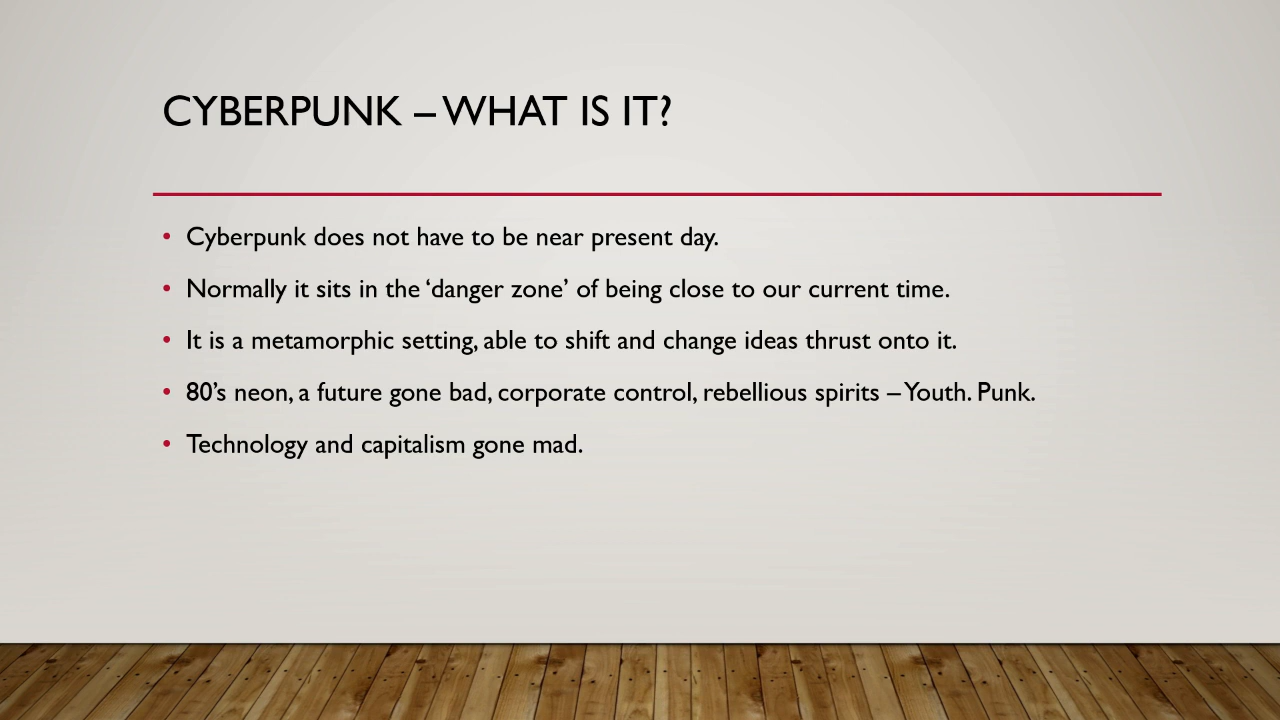 CYBERPUNK – WHAT IS IT?
• Cyberpunk does not have to be near present day.
• Normally it sits in the ‘danger zone’ of being close to our current time.
• It is a metamorphic setting, able to shift and change ideas thrust onto it.
• 80’s neon, a future gone bad, corporate control, rebellious spirits – Youth. Punk.
• Technology and capitalism gone mad.